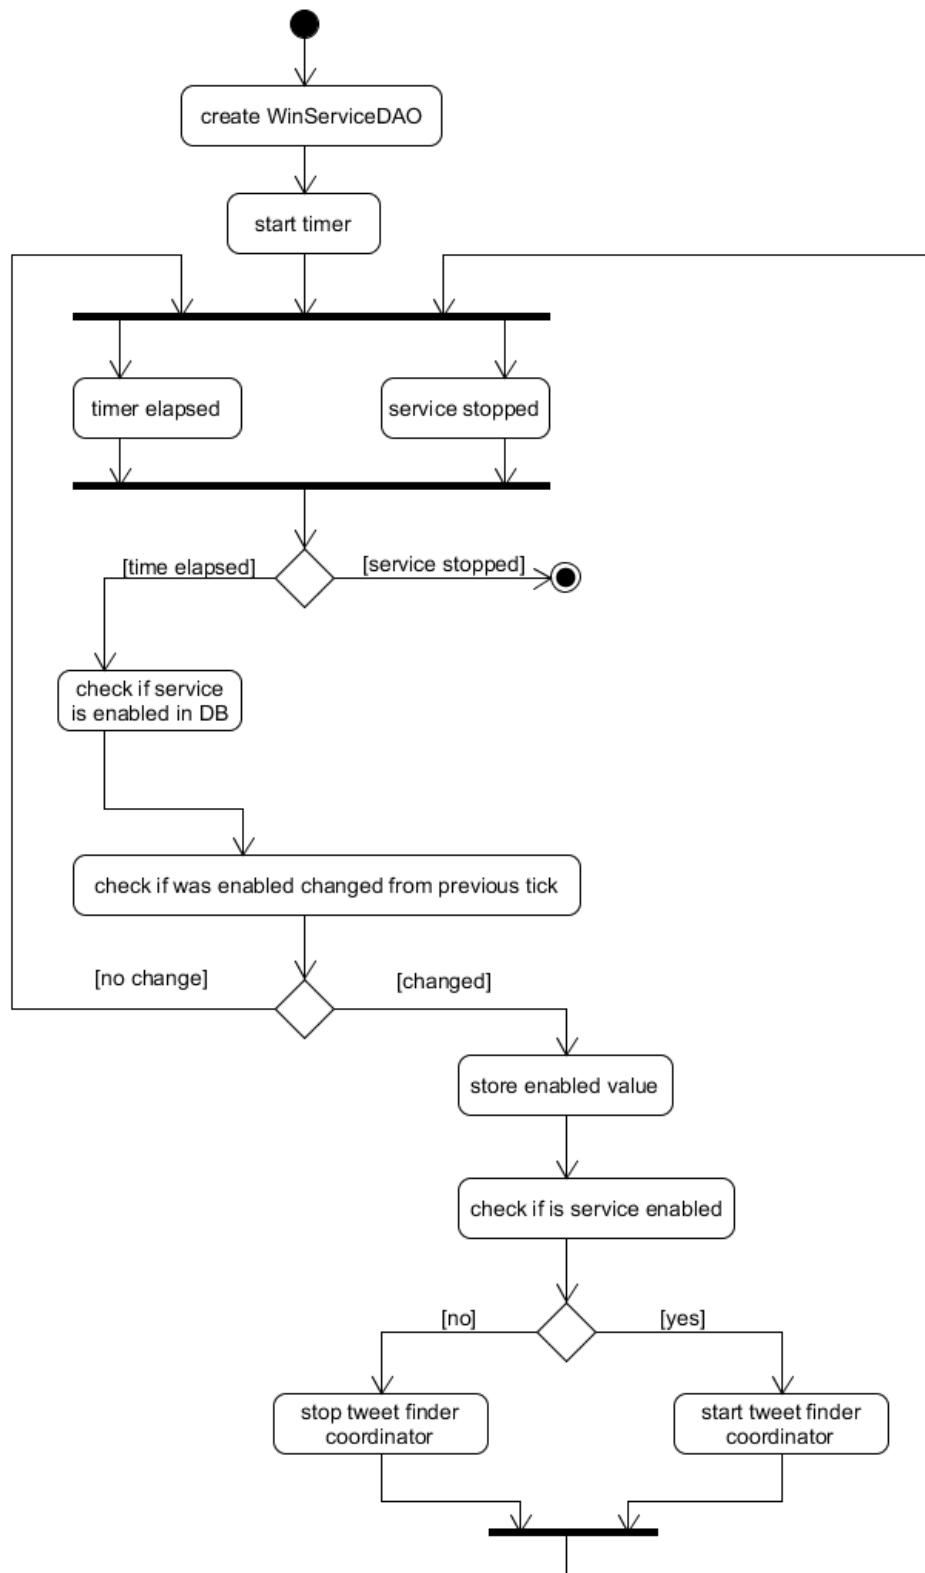 create WinServiceDAO
start timer
timer elapsed
service stopped
[time elapsed]
[service stopped]
check if service
is enabled in DB
check if was enabled changed from previous tick
[no change]
[changed]
store enabled value
check if is service enabled
[no]
[yes]
stop tweet finder
coordinator
start tweet finder
coordinator